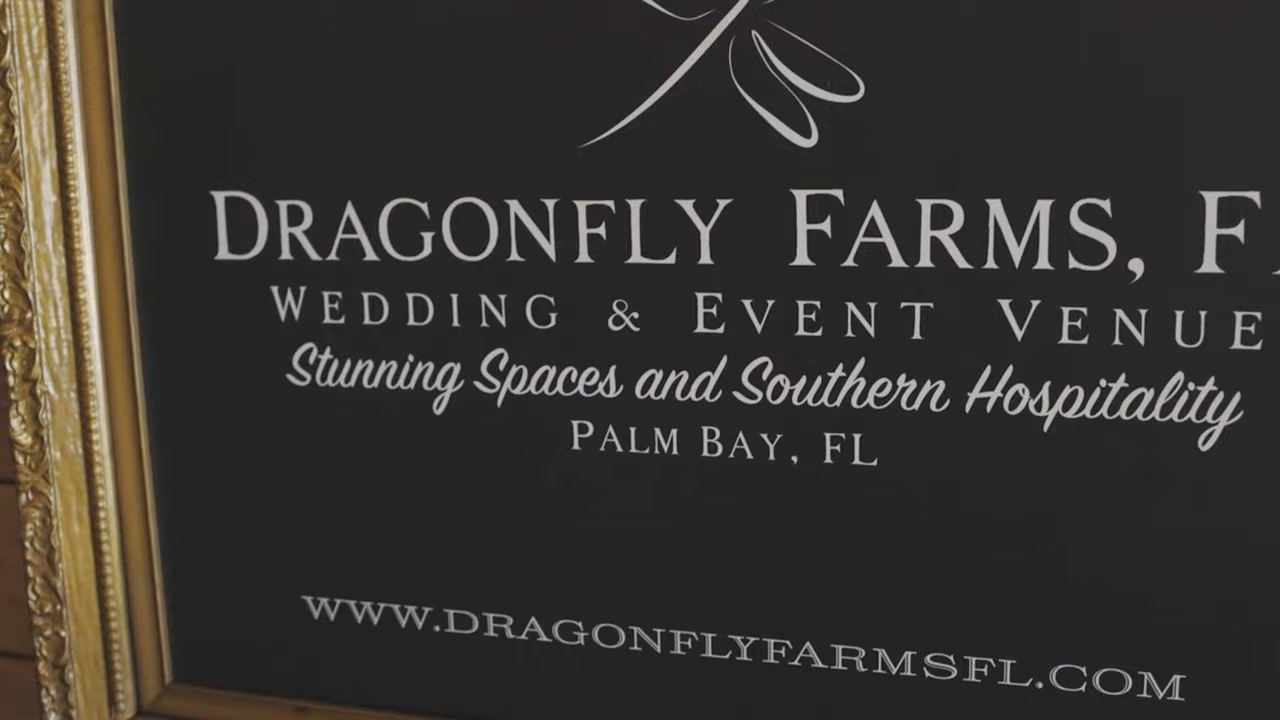 DRAGONFLY FARMS,
WEDDING & EVENT VENUE
Stunning Spaces and Southern Hospitality
PALM BAY, FL
WWW.DRAGONFLYFARMSFL.COM